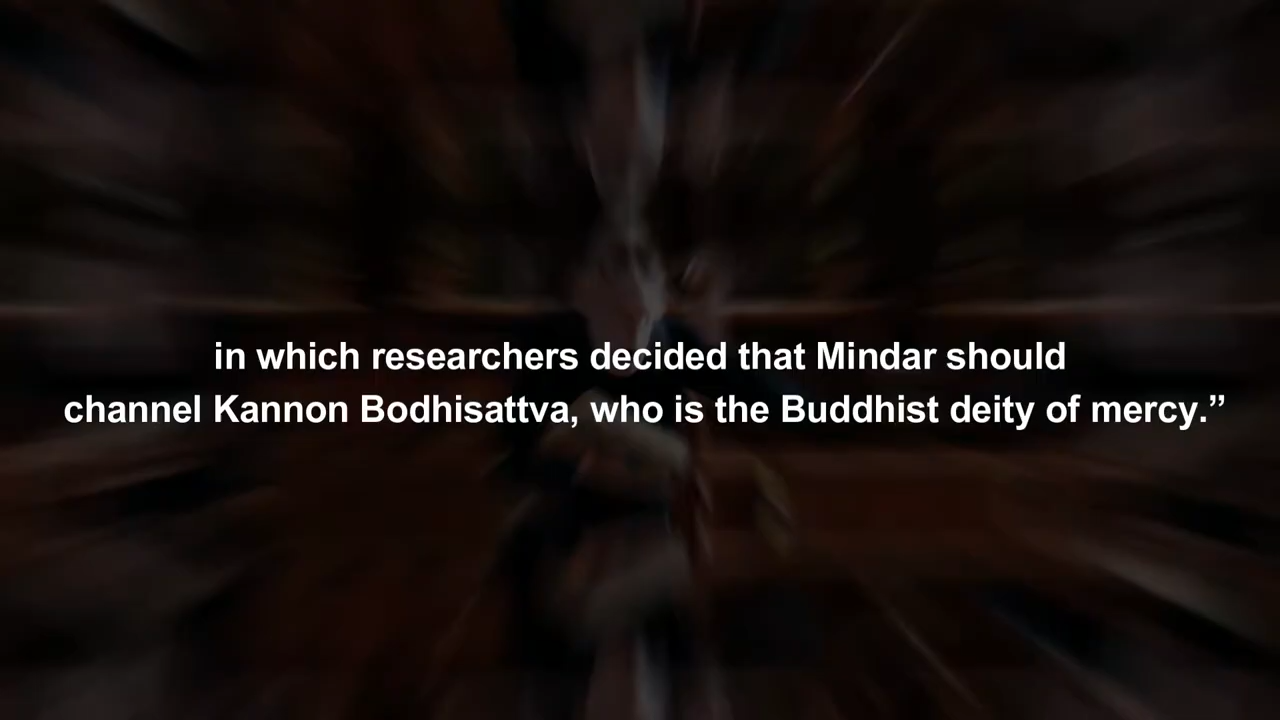 in which researchers decided that Mindar should
channel Kannon Bodhisattva, who is the Buddhist deity of mercy.”